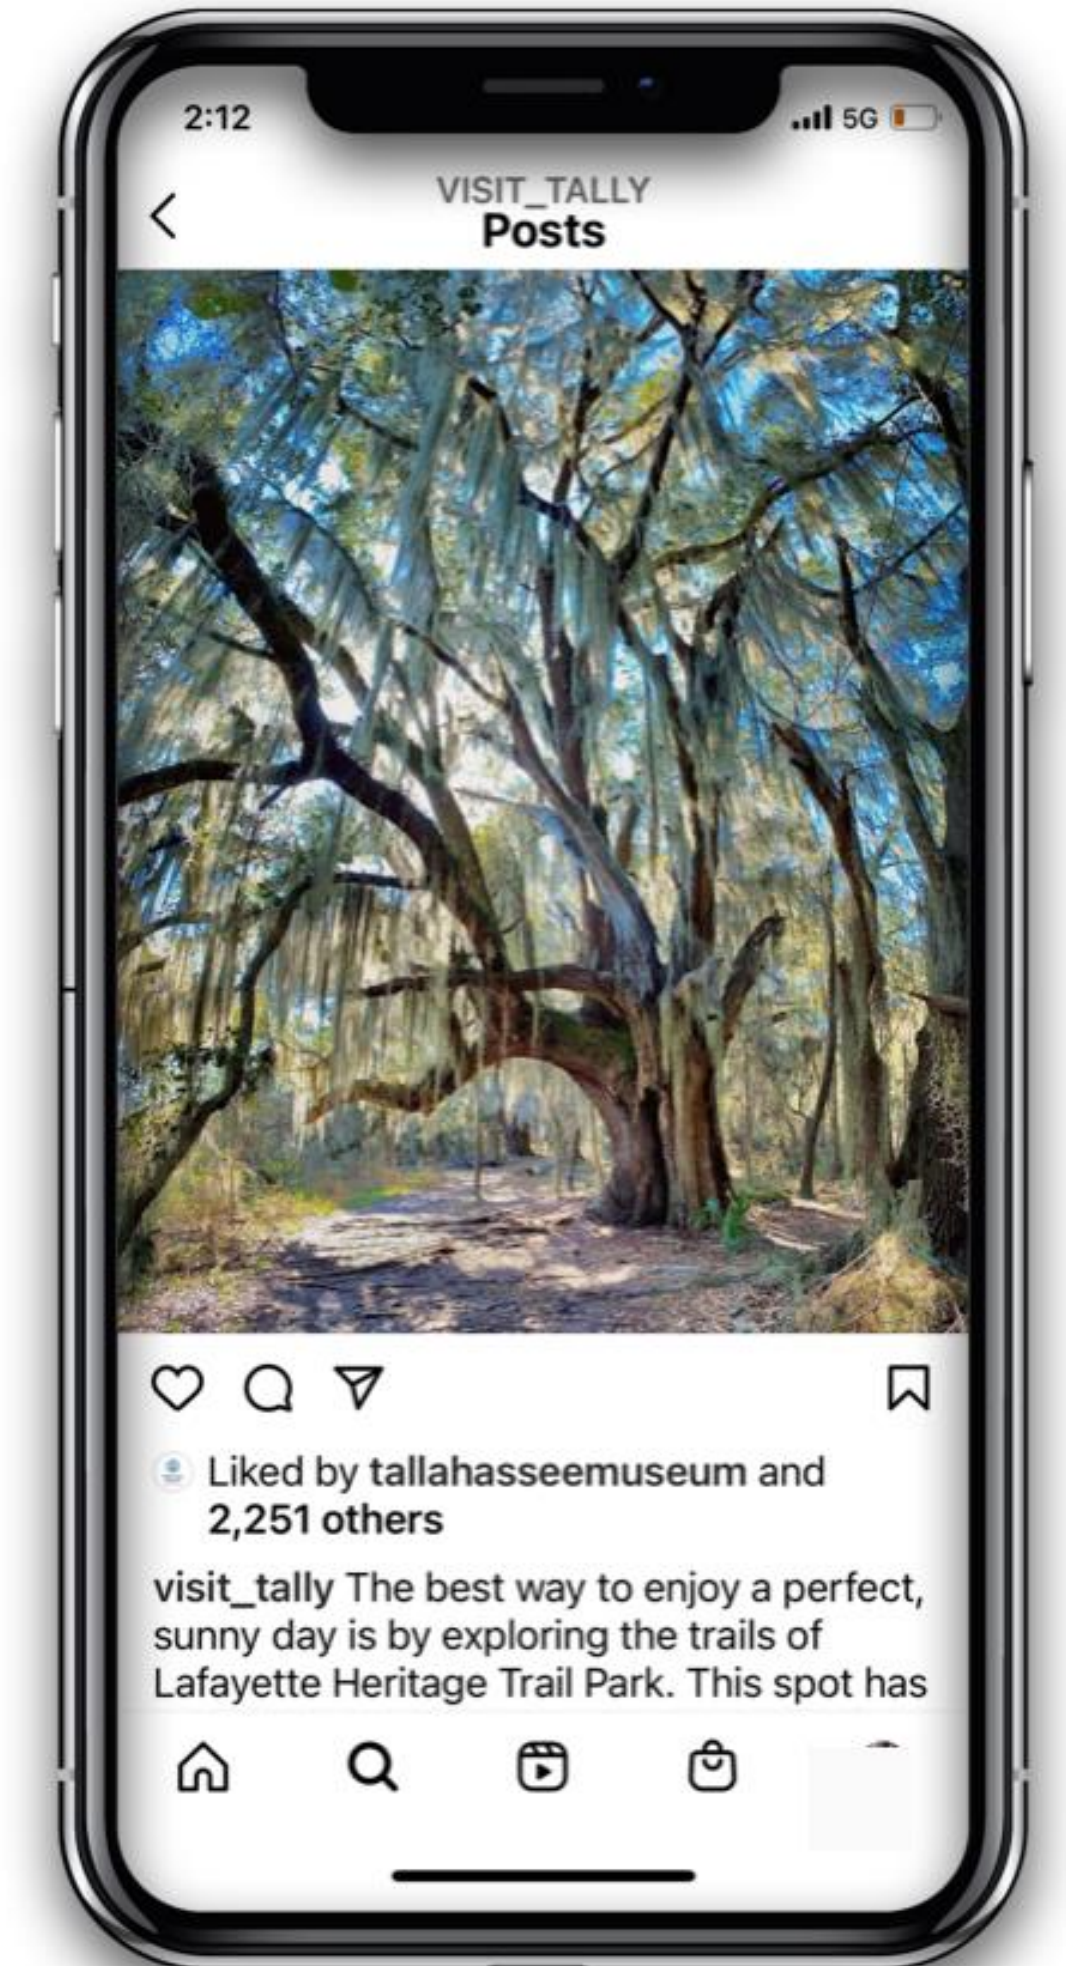 2:12
5G
VISIT_TALLY
Posts
Liked by tallahasseemuseum and
2,251 others
visit_tally The best way to enjoy a perfect,
sunny day is by exploring the trails of
Lafayette Heritage Trail Park. This spot has